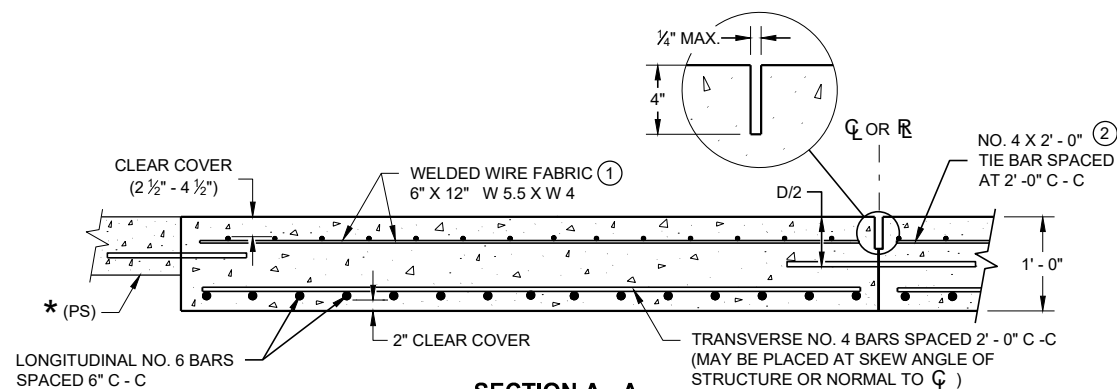 ¼" MAX.
4"
℄ OR R
NO. 4 X 2' - 0" ②
TIE BAR SPACED
AT 2' -0" C - C
CLEAR COVER
(2 ½" - 4 ½")
WELDED WIRE FABRIC ①
6" X 12" W 5.5 X W 4
D/2
1' - 0"
* (PS)
2" CLEAR COVER
LONGITUDINAL NO. 6 BARS
SPACED 6" C - C
TRANSVERSE NO. 4 BARS SPACED 2' - 0" C -C
(MAY BE PLACED AT SKEW ANGLE OF
STRUCTURE OR NORMAL TO ℄ )